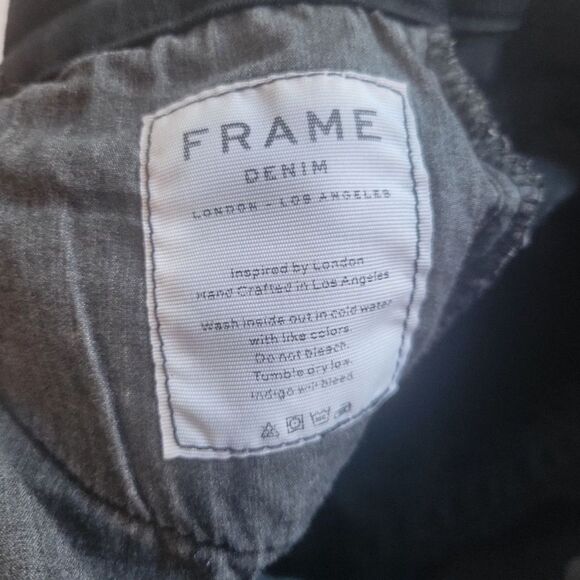 FRAME
DENIM
LONDON - LOS ANGELES
Inspired by London
Hand Crafted in Los Angeles
Wash inside out in cold water
with like colors.
Do not bleach.
Tumble dry low.
Indigo will bleed.